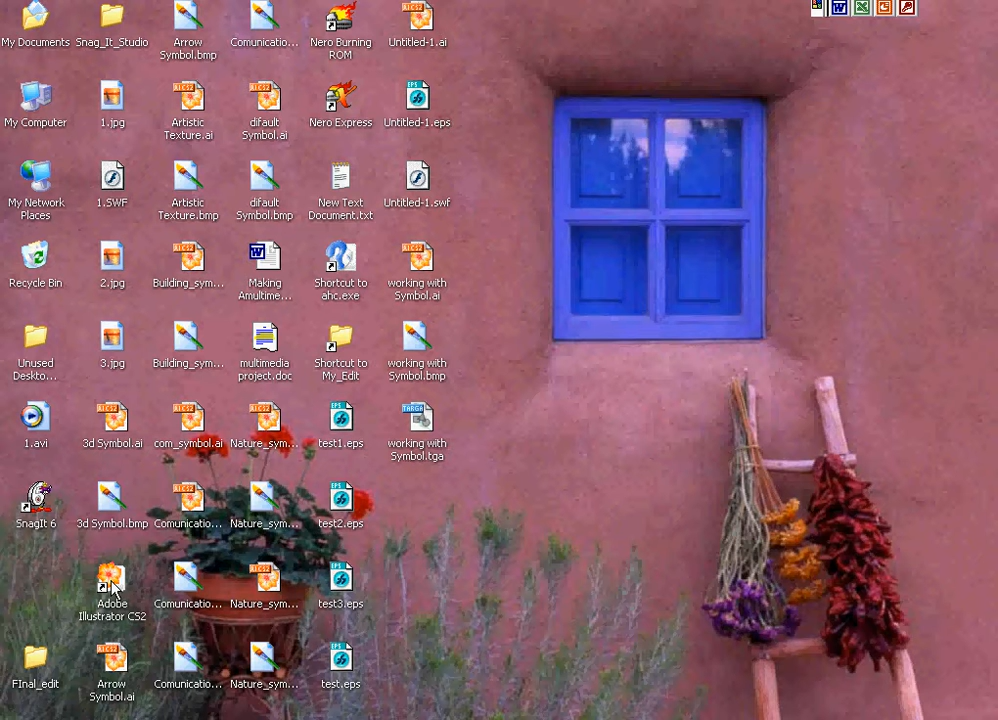 My Documents
Snag_It_Studio
Arrow
Symbol.bmp
Comunicatio...
Nero Burning
ROM
Untitled-1.ai
My Computer
1.jpg
Artistic
Texture.ai
difault
Symbol.ai
Nero Express
Untitled-1.eps
My Network
Places
1.SWF
Artistic
Texture.bmp
difault
Symbol.bmp
New Text
Document.txt
Untitled-1.swf
Recycle Bin
2.jpg
Building_sym...
Making
Amultime...
Shortcut to
ahc.exe
working with
Symbol.ai
Unused
Deskto...
3.jpg
Building_sym...
multimedia
project.doc
Shortcut to
My_Edit
working with
Symbol.bmp
1.avi
3d Symbol.ai
com_symbol.ai
Nature_sym...
test1.eps
working with
Symbol.tga
SnagIt 6
3d Symbol.bmp
Comunicatio...
Nature_sym...
test2.eps
Adobe
Illustrator CS2
Comunicatio...
Nature_sym...
test3.eps
FInal_edit
Arrow
Symbol.ai
Comunicatio...
Nature_sym...
test.eps